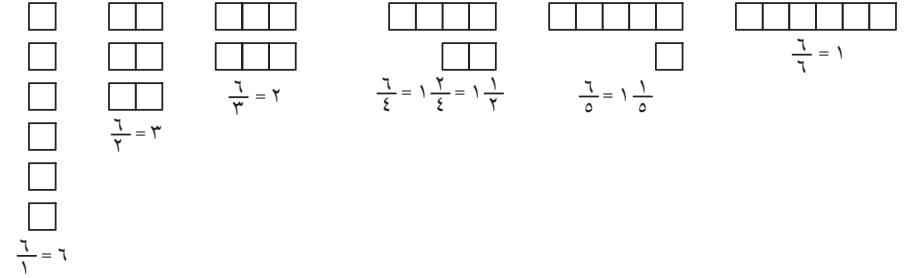 ٦/٦ = ١
٦/٥ = ١ ١/٥
٦/٤ = ١ ٢/٤ = ١ ١/٢
٦/٣ = ٢
٦/٢ = ٣
٦/١ = ٦